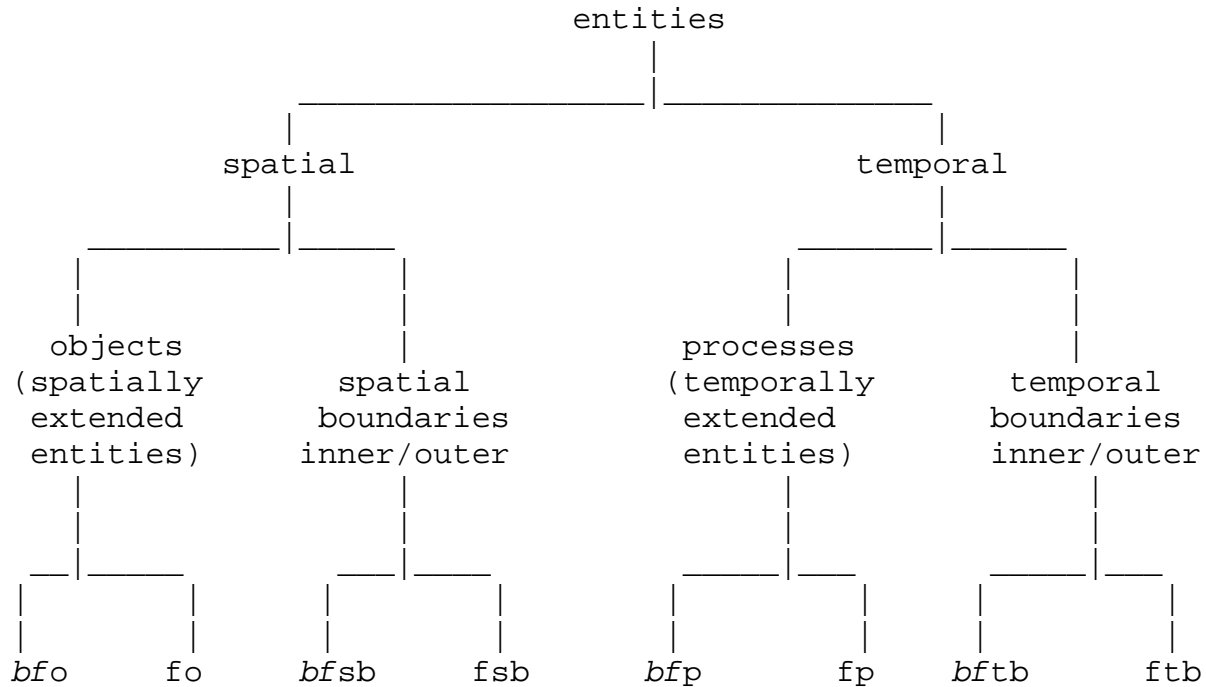 entities
spatial temporal
objects processes
(spatially spatial (temporally temporal
extended boundaries extended boundaries
entities) inner/outer entities) inner/outer
bfo fo bfsb fsb bfp fp bftb ftb